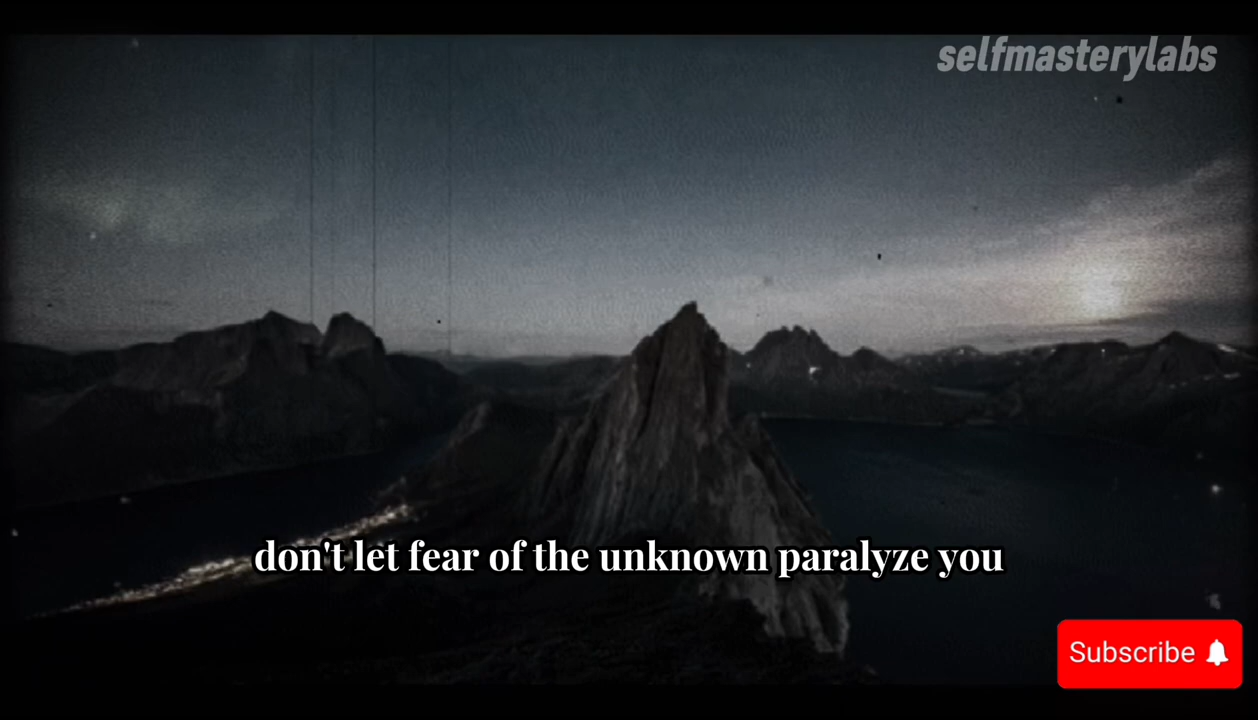 selfmasterylabs
don't let fear of the unknown paralyze you
Subscribe